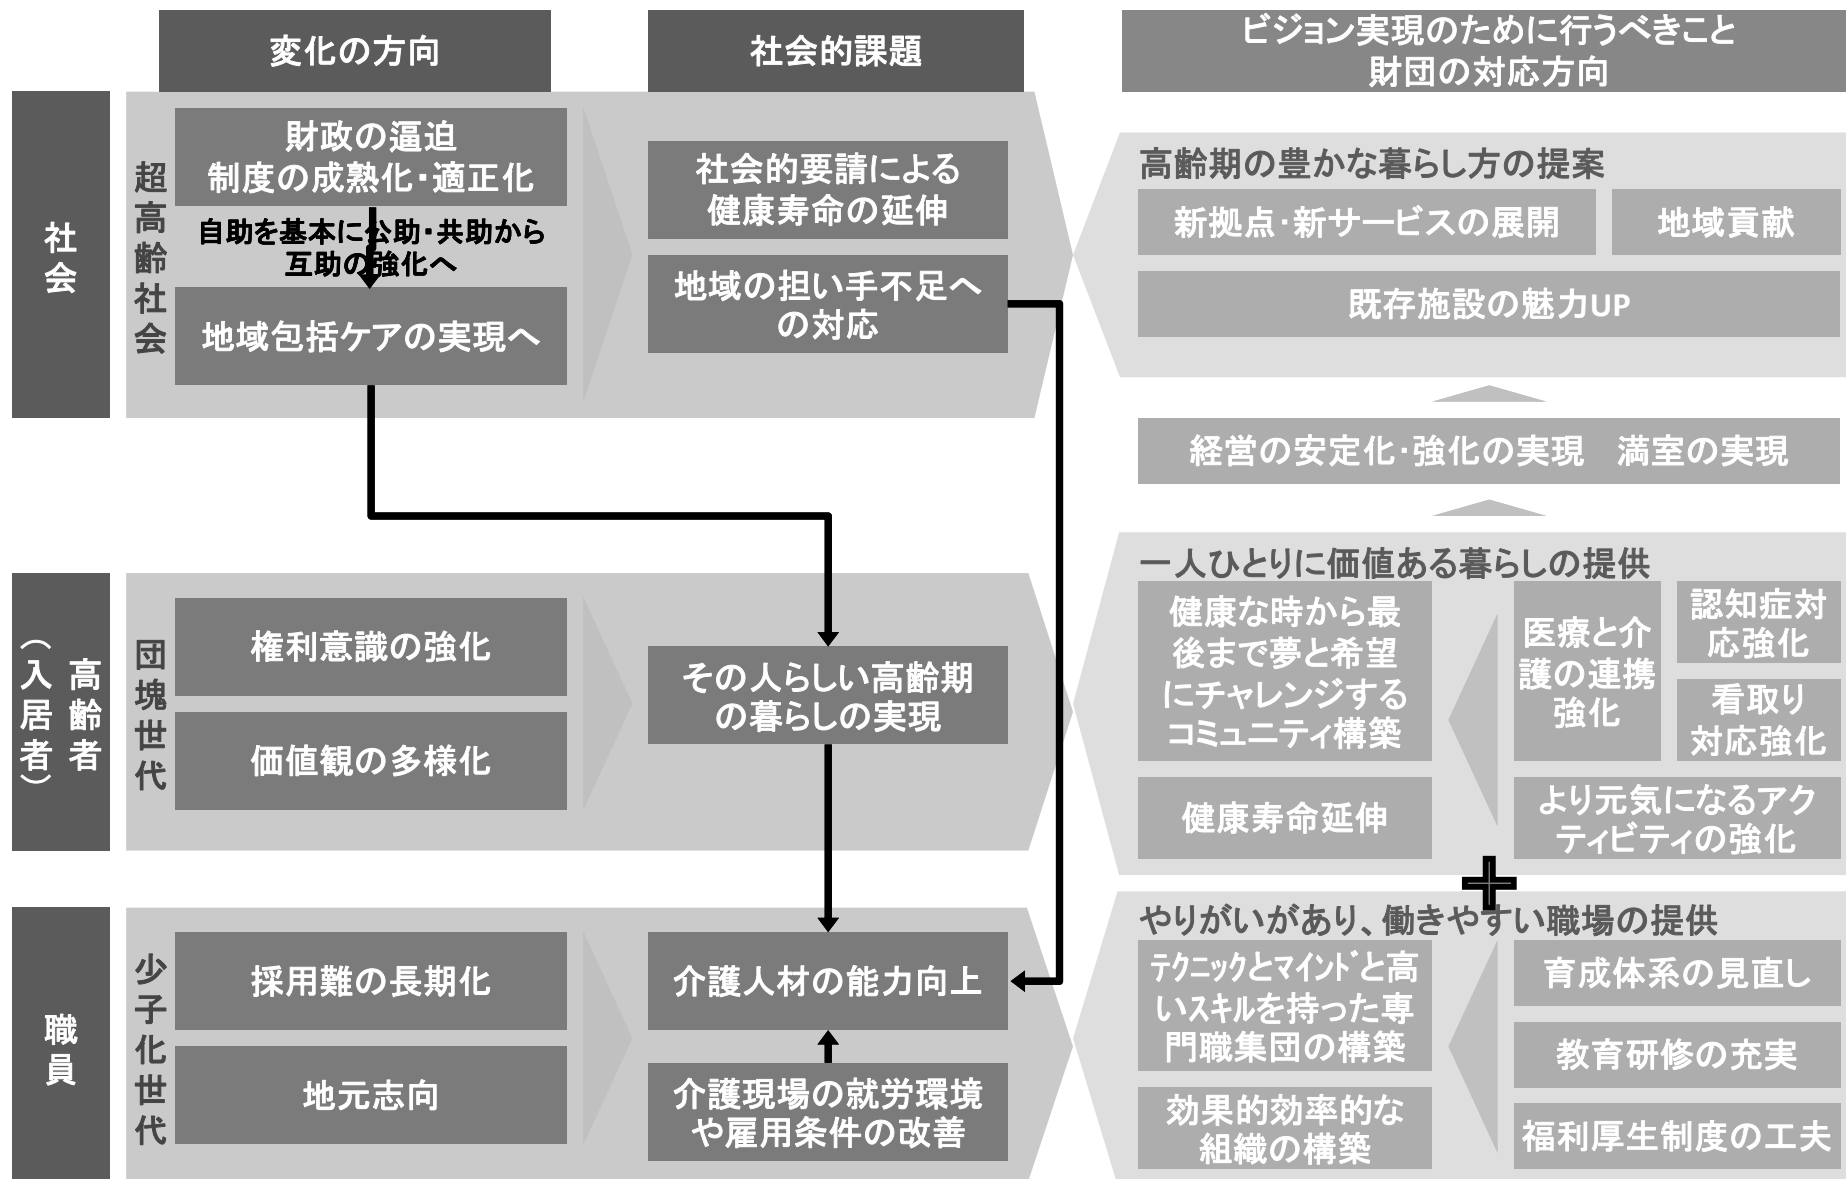 変化の方向
社会的課題
ビジョン実現のために行うべきこと
財団の対応方向
社会
超高齢社会
財政の逼迫
制度の成熟化・適正化
自助を基本に公助・共助から
互助の強化へ
地域包括ケアの実現へ
社会的要請による
健康寿命の延伸
地域の担い手不足へ
の対応
高齢期の豊かな暮らし方の提案
新拠点・新サービスの展開
地域貢献
既存施設の魅力UP
経営の安定化・強化の実現　満室の実現
高齢者
（入居者）
団塊世代
権利意識の強化
価値観の多様化
その人らしい高齢期
の暮らしの実現
一人ひとりに価値ある暮らしの提供
健康な時から最
後まで夢と希望
にチャレンジする
コミュニティ構築
健康寿命延伸
医療と介
護の連携
強化
認知症対
応強化
看取り
対応強化
より元気になるアク
ティビティの強化
職員
少子化世代
採用難の長期化
地元志向
介護人材の能力向上
介護現場の就労環境
や雇用条件の改善
やりがいがあり、働きやすい職場の提供
ﾃｸﾆｯｸとﾏｲﾝﾄﾞと高
いｽｷﾙを持った専
門職集団の構築
効果的効率的な
組織の構築
育成体系の見直し
教育研修の充実
福利厚生制度の工夫